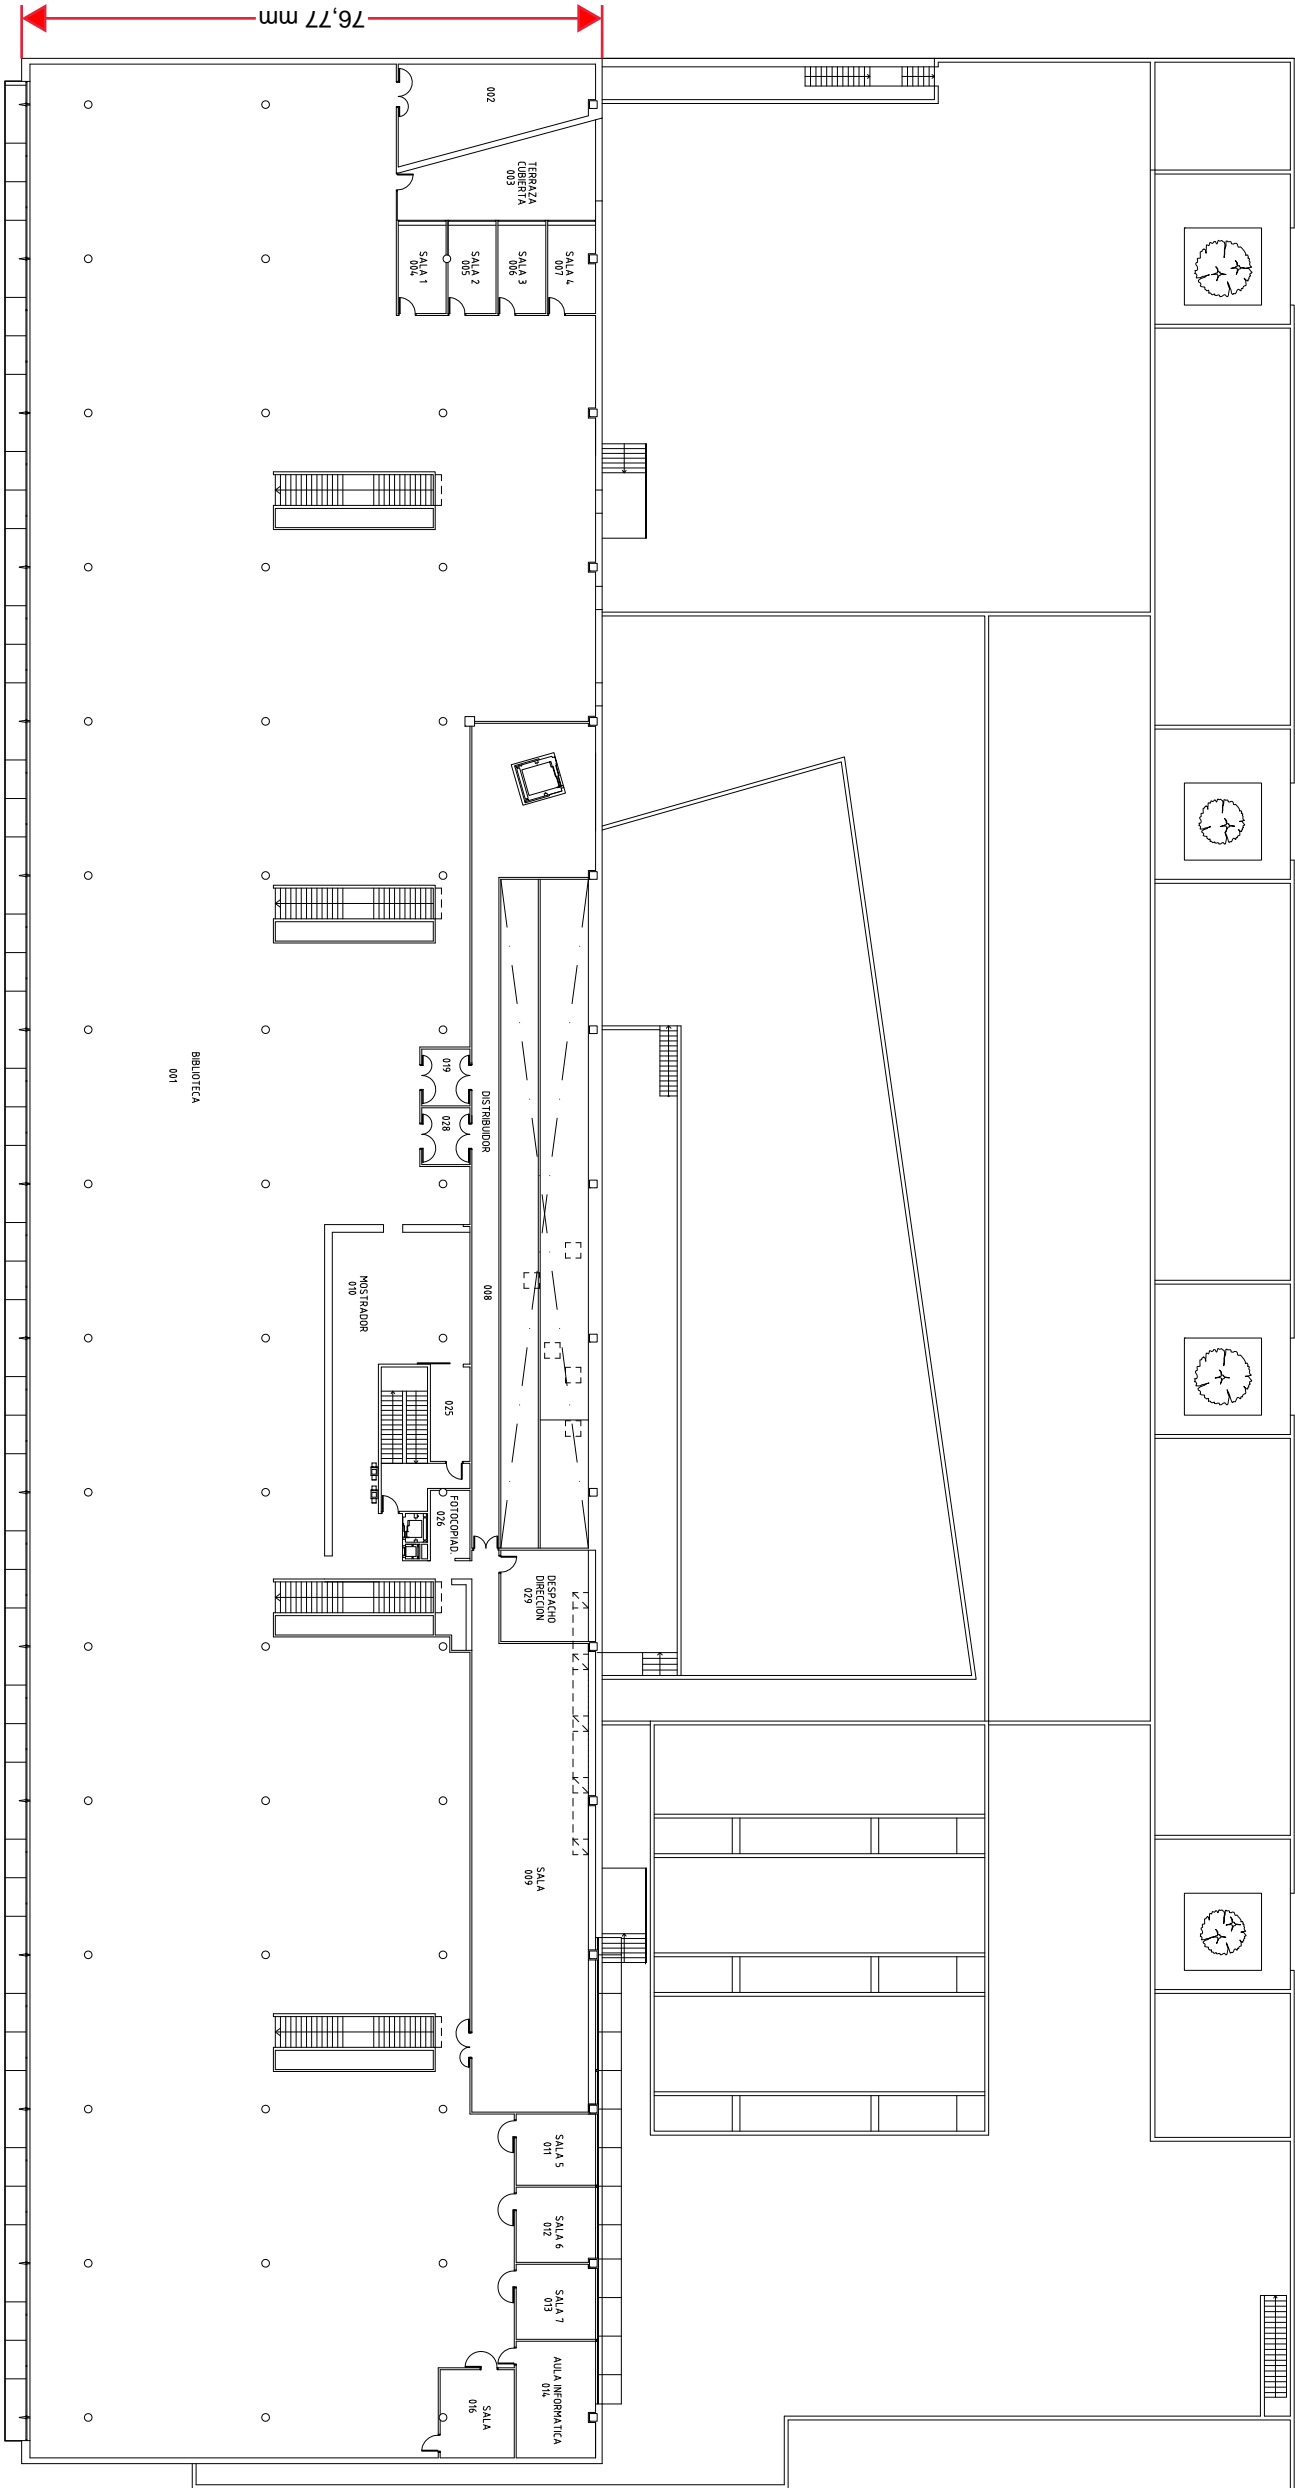 76,77 mm
002
TERRAZA
CUBIERTA
003
SALA 1
004
SALA 2
005
SALA 3
006
SALA 4
007
BIBLIOTECA
001
019
028
DISTRIBUIDOR
008
MOSTRADOR
010
025
FOTOCOPIAD.
026
DESPACHO
DIRECCION
029
SALA
009
SALA 5
011
SALA 6
012
SALA 7
013
AULA INFORMATICA
014
SALA
016